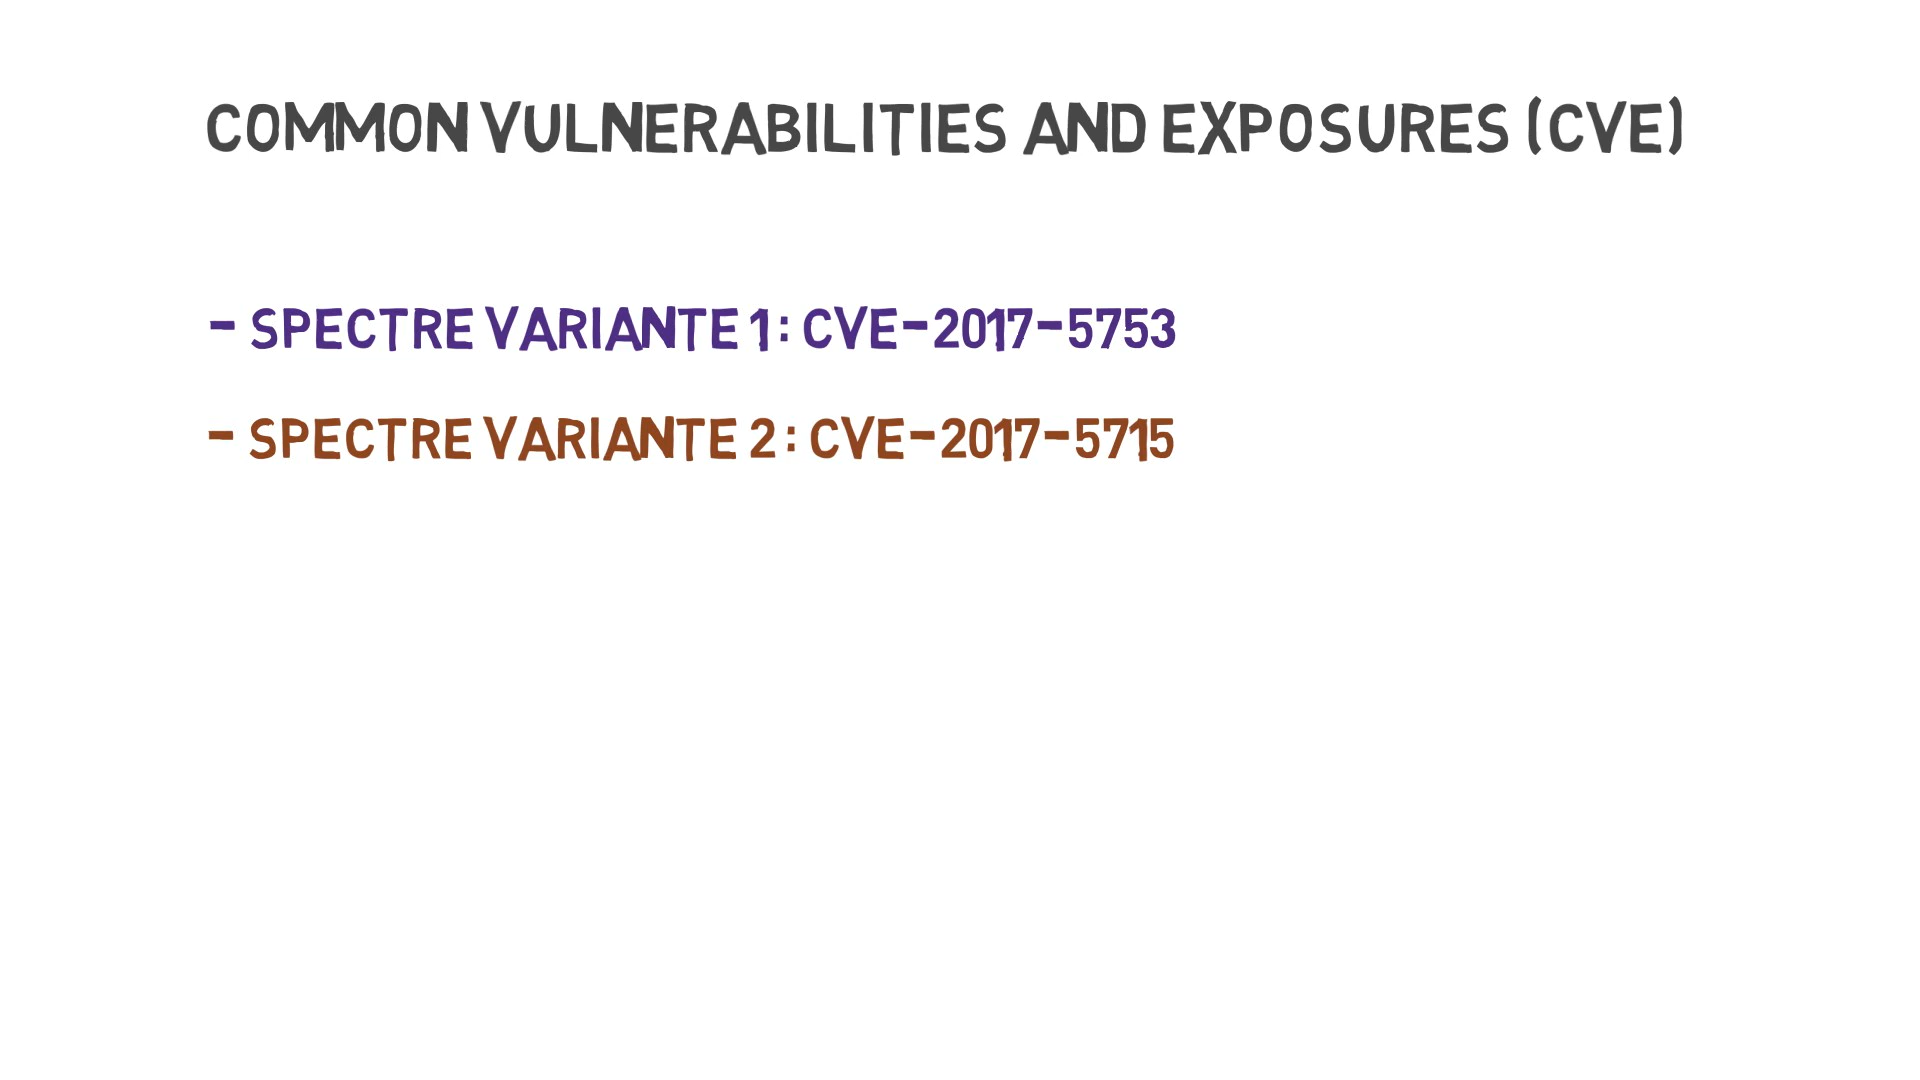 COMMON VULNERABILITIES AND EXPOSURES (CVE)
- SPECTRE VARIANTE 1: CVE-2017-5753
- SPECTRE VARIANTE 2: CVE-2017-5715